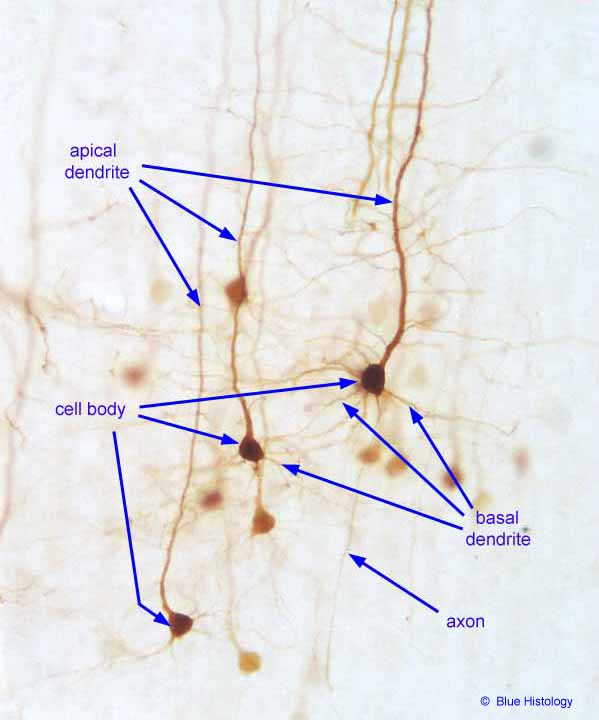 apical
dendrite
cell body
basal
dendrite
axon
© Blue Histology